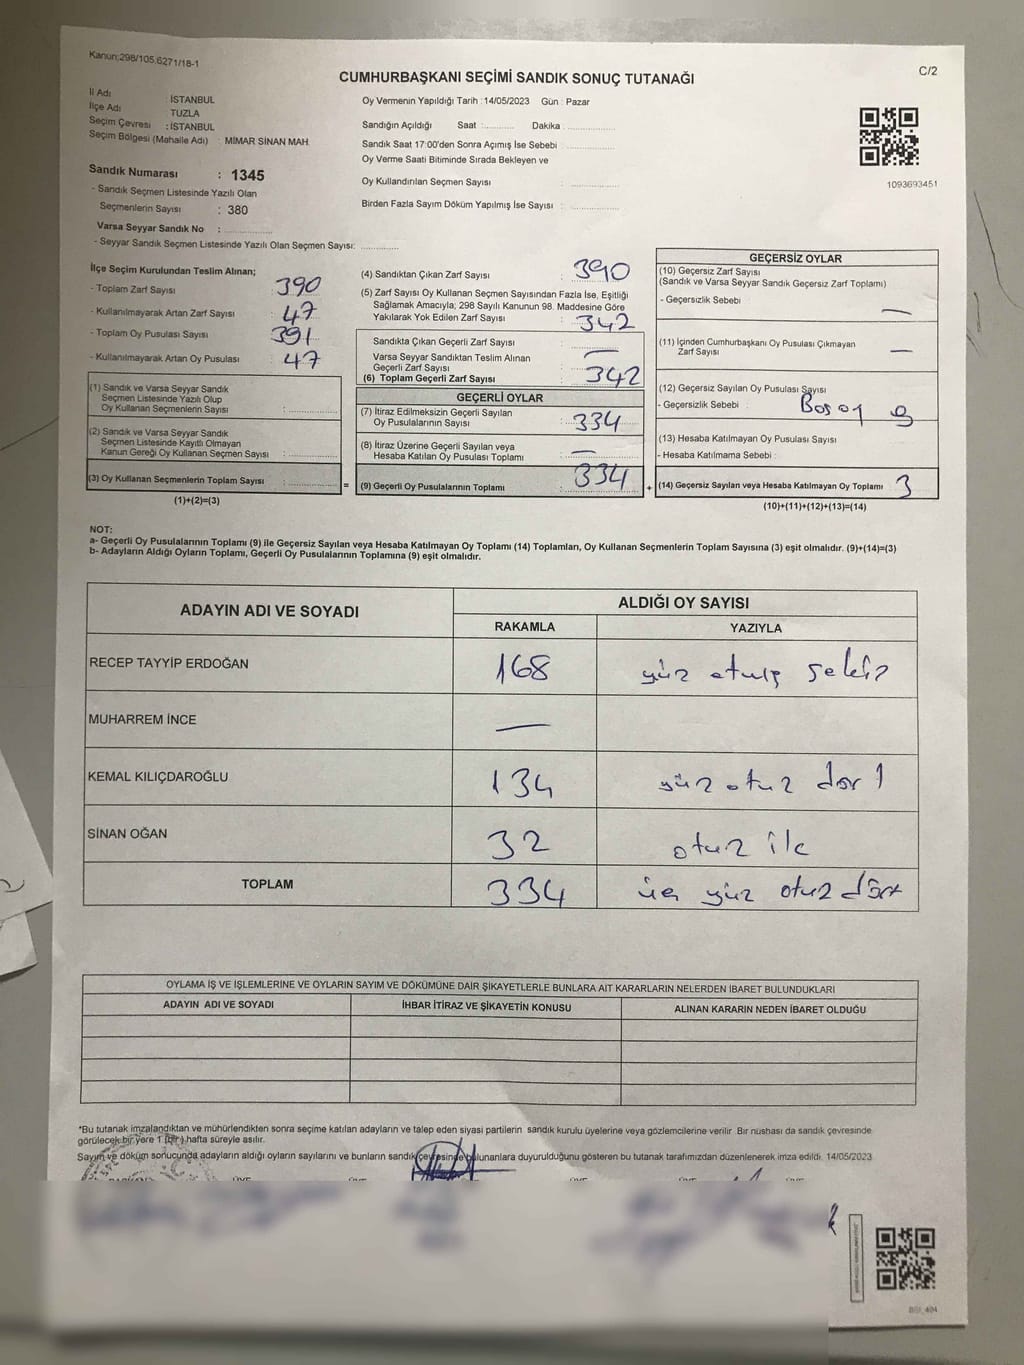 Kanun;298/105,6271/18-1
C/2
CUMHURBAŞKANI SEÇİMİ SANDIK SONUÇ TUTANAĞI
İl Adı : İSTANBUL
İlçe Adı TUZLA
Seçim Çevresi : İSTANBUL
Seçim Bölgesi (Mahalle Adı) : MİMAR SİNAN MAH.
Oy Vermenin Yapıldığı Tarih : 14/05/2023 Gün : Pazar
Sandığın Açıldığı Saat :.......... Dakika ..............
Sandık Saat 17:00'den Sonra Açımış İse Sebebi ..............
Oy Verme Saati Bitiminde Sırada Bekleyen ve
Oy Kullandırılan Seçmen Sayısı : ..............
Birden Fazla Sayım Döküm Yapılmış İse Sayısı : ..............
1093693451
Sandık Numarası : 1345
- Sandık Seçmen Listesinde Yazılı Olan
Seçmenlerin Sayısı : 380
Varsa Seyyar Sandık No : ..............
- Seyyar Sandık Seçmen Listesinde Yazılı Olan Seçmen Sayısı: ..............
İlçe Seçim Kurulundan Teslim Alınan;
- Toplam Zarf Sayısı : 390
- Kullanılmayarak Artan Zarf Sayısı : 47
- Toplam Oy Pusulası Sayısı : 391
- Kullanılmayarak Artan Oy Pusulası : 47
(1) Sandık ve Varsa Seyyar Sandık
Seçmen Listesinde Yazılı Olup
Oy Kullanan Seçmenlerin Sayısı : ..............
(2) Sandık ve Varsa Seyyar Sandık
Seçmen Listesinde Kayıtlı Olmayan
Kanun Gereği Oy Kullanan Seçmen Sayısı : ..............
(3) Oy Kullanan Seçmenlerin Toplam Sayısı : ..............
(1)+(2)=(3)
=
(4) Sandıktan Çıkan Zarf Sayısı : 390
(5) Zarf Sayısı Oy Kullanan Seçmen Sayısından Fazla İse, Eşitliği
Sağlamak Amacıyla; 298 Sayılı Kanunun 98. Maddesine Göre
Yakılarak Yok Edilen Zarf Sayısı : 342
Sandıkta Çıkan Geçerli Zarf Sayısı : —
Varsa Seyyar Sandıktan Teslim Alınan
Geçerli Zarf Sayısı : —
(6) Toplam Geçerli Zarf Sayısı : 342
GEÇERLİ OYLAR
(7) İtiraz Edilmeksizin Geçerli Sayılan
Oy Pusulalarının Sayısı : 334
(8) İtiraz Üzerine Geçerli Sayılan veya
Hesaba Katılan Oy Pusulası Toplamı : —
(9) Geçerli Oy Pusulalarının Toplamı : 334
+
GEÇERSİZ OYLAR
(10) Geçersiz Zarf Sayısı
(Sandık ve Varsa Seyyar Sandık Geçersiz Zarf Toplamı)
- Geçersizlik Sebebi : —
(11) İçinden Cumhurbaşkanı Oy Pusulası Çıkmayan
Zarf Sayısı —
(12) Geçersiz Sayılan Oy Pusulası Sayısı
- Geçersizlik Sebebi :
(13) Hesaba Katılmayan Oy Pusulası Sayısı
- Hesaba Katılmama Sebebi :
(14) Geçersiz Sayılan veya Hesaba Katılmayan Oy Toplamı 3
(10)+(11)+(12)+(13)=(14)
NOT:
a- Geçerli Oy Pusulalarının Toplamı (9) ile Geçersiz Sayılan veya Hesaba Katılmayan Oy Toplamı (14) Toplamları, Oy Kullanan Seçmenlerin Toplam Sayısına (3) eşit olmalıdır. (9)+(14)=(3)
b- Adayların Aldığı Oyların Toplamı, Geçerli Oy Pusulalarının Toplamına (9) eşit olmalıdır.
ADAYIN ADI VE SOYADI ALDIĞI OY SAYISI
RAKAMLA YAZIYLA
RECEP TAYYİP ERDOĞAN 168 yüz atmış sekiz
MUHARREM İNCE —
KEMAL KILIÇDAROĞLU 134 yüz otuz dört
SİNAN OĞAN 32 otuz ik
TOPLAM 334 üç yüz otuz dört
OYLAMA İŞ VE İŞLEMLERİNE VE OYLARIN SAYIM VE DÖKÜMÜNE DAİR ŞİKAYETLERLE BUNLARA AİT KARARLARIN NELERDEN İBARET BULUNDUKLARI
ADAYIN ADI VE SOYADI İHBAR İTİRAZ VE ŞİKAYETİN KONUSU ALINAN KARARIN NEDEN İBARET OLDUĞU
*Bu tutanak imzalandıktan ve mühürlendikten sonra seçime katılan adayların ve talep eden siyasi partilerin sandık kurulu üyelerine veya gözlemcilerine verilir. Bir nüshası da sandık çevresinde
görülecek bir yere 1 (bir) hafta süreyle asılır.
Sayım ve döküm sonucunda adayların aldığı oyların sayılarını ve bunların sandık çevresinde bulunanlara duyurulduğunu gösteren bu tutanak tarafımızdan düzenlenerek imza edildi. 14/05/2023